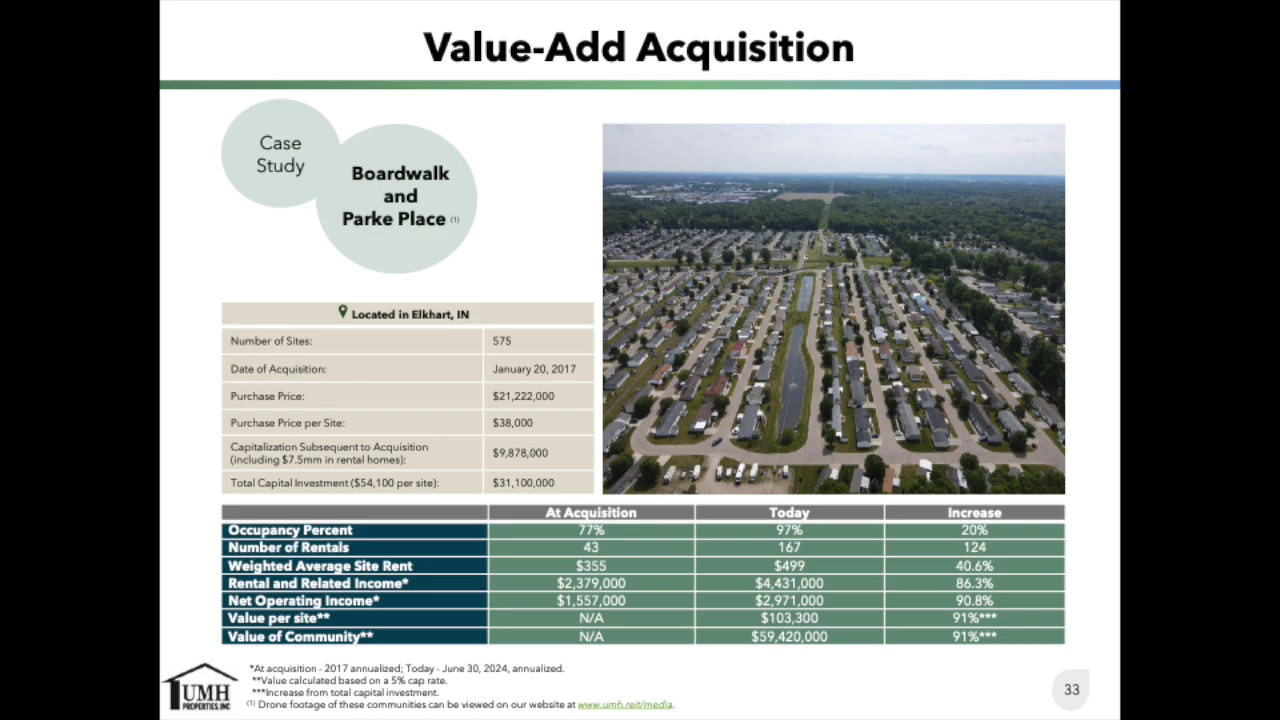 Value-Add Acquisition
Case
Study
Boardwalk
and
Parke Place (1)
Located in Elkhart, IN
Number of Sites: 575
Date of Acquisition: January 20, 2017
Purchase Price: $21,222,000
Purchase Price per Site: $38,000
Capitalization Subsequent to Acquisition
(including $7.5mm in rental homes): $9,878,000
Total Capital Investment ($54,100 per site): $31,100,000
At Acquisition Today Increase
Occupancy Percent 77% 97% 20%
Number of Rentals 43 167 124
Weighted Average Site Rent $355 $499 40.6%
Rental and Related Income* $2,379,000 $4,431,000 86.3%
Net Operating Income* $1,557,000 $2,971,000 90.8%
Value per site** N/A $103,300 91%***
Value of Community** N/A $59,420,000 91%***
*At acquisition - 2017 annualized; Today - June 30, 2024, annualized.
**Value calculated based on a 5% cap rate.
***Increase from total capital investment.
(1) Drone footage of these communities can be viewed on our website at www.umh.reit/media.
UMH
PROPERTIES, INC
33